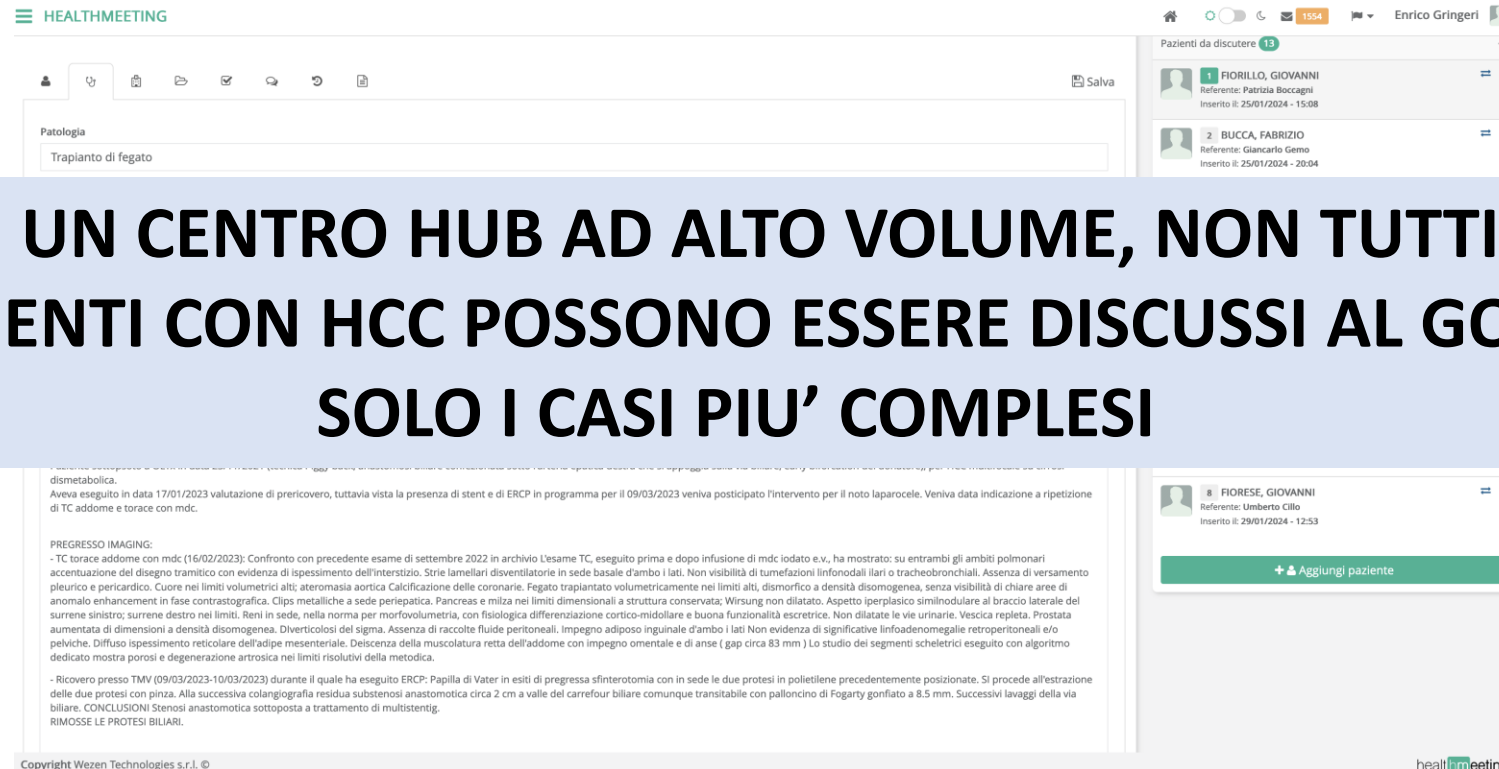 HEALTHMEETING
1554
Enrico Gringeri
Pazienti da discutere 13
Salva
1 FIORILLO, GIOVANNI
Referente: Patrizia Boccagni
Inserito il: 25/01/2024 - 15:08
Patologia
Trapianto di fegato
2 BUCCA, FABRIZIO
Referente: Giancarlo Gemo
Inserito il: 25/01/2024 - 20:04
UN CENTRO HUB AD ALTO VOLUME, NON TUTTI
ENTI CON HCC POSSONO ESSERE DISCUSSI AL GO
SOLO I CASI PIU’ COMPLESI
dismetabolica.
Aveva eseguito in data 17/01/2023 valutazione di prericovero, tuttavia vista la presenza di stent e di ERCP in programma per il 09/03/2023 veniva posticipato l'intervento per il noto laparocele. Veniva data indicazione a ripetizione
di TC addome e torace con mdc.
PREGRESSO IMAGING:
- TC torace addome con mdc (16/02/2023): Confronto con precedente esame di settembre 2022 in archivio L'esame TC, eseguito prima e dopo infusione di mdc iodato e.v., ha mostrato: su entrambi gli ambiti polmonari
accentuazione del disegno tramitico con evidenza di ispessimento dell'interstizio. Strie lamellari disventilatorie in sede basale d'ambo i lati. Non visibilità di tumefazioni linfonodali ilari o tracheobronchiali. Assenza di versamento
pleurico e pericardico. Cuore nei limiti volumetrici alti; ateromasia aortica Calcificazione delle coronarie. Fegato trapiantato volumetricamente nei limiti alti, dismorfico a densità disomogenea, senza visibilità di chiare aree di
anomalo enhancement in fase contrastografica. Clips metalliche a sede periepatica. Pancreas e milza nei limiti dimensionali a struttura conservata; Wirsung non dilatato. Aspetto iperplasico similnodulare al braccio laterale del
surrene sinistro; surrene destro nei limiti. Reni in sede, nella norma per morfovolumetria, con fisiologica differenziazione cortico-midollare e buona funzionalità escretrice. Non dilatate le vie urinarie. Vescica repleta. Prostata
aumentata di dimensioni a densità disomogenea. DIverticolosi del sigma. Assenza di raccolte fluide peritoneali. Impegno adiposo inguinale d'ambo i lati Non evidenza di significative linfoadenomegalie retroperitoneali e/o
pelviche. Diffuso ispessimento reticolare dell'adipe mesenteriale. Deiscenza della muscolatura retta dell'addome con impegno omentale e di anse ( gap circa 83 mm ) Lo studio dei segmenti scheletrici eseguito con algoritmo
dedicato mostra porosi e degenerazione artrosica nei limiti risolutivi della metodica.
- Ricovero presso TMV (09/03/2023-10/03/2023) durante il quale ha eseguito ERCP: Papilla di Vater in esiti di pregressa sfinterotomia con in sede le due protesi in polietilene precedentemente posizionate. SI procede all'estrazione
delle due protesi con pinza. Alla successiva colangiografia residua substenosi anastomotica circa 2 cm a valle del carrefour biliare comunque transitabile con palloncino di Fogarty gonfiato a 8.5 mm. Successivi lavaggi della via
biliare. CONCLUSIONI Stenosi anastomotica sottoposta a trattamento di multistentig.
RIMOSSE LE PROTESI BILIARI.
8 FIORESE, GIOVANNI
Referente: Umberto Cillo
Inserito il: 29/01/2024 - 12:53
+ Aggiungi paziente
Copyright Wezen Technologies s.r.l. ©
healthmeetin